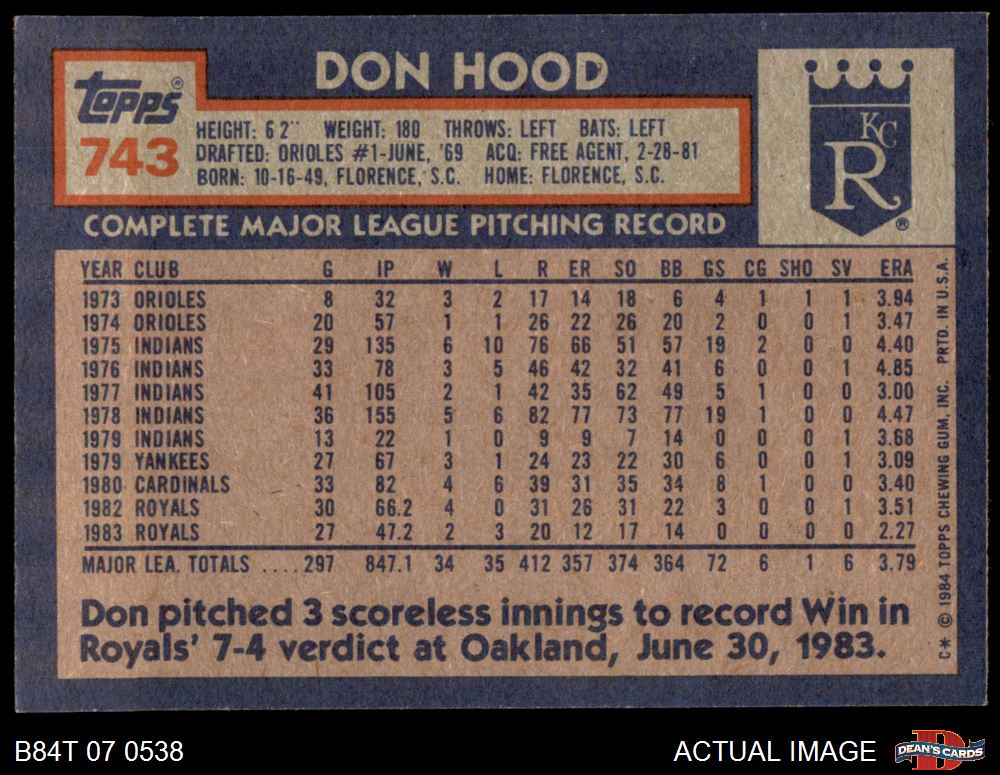 DON HOOD
topps®
743
HEIGHT: 6 2" WEIGHT: 180 THROWS: LEFT BATS: LEFT
DRAFTED: ORIOLES #1-JUNE, '69 ACQ: FREE AGENT, 2-28-81
BORN: 10-16-49, FLORENCE, S.C. HOME: FLORENCE, S.C.
KC
R
®
COMPLETE MAJOR LEAGUE PITCHING RECORD
YEAR CLUB G IP W L R ER SO BB GS CG SHO SV ERA
1973 ORIOLES 8 32 3 2 17 14 18 6 4 1 1 1 3.94
1974 ORIOLES 20 57 1 1 26 22 26 20 2 0 0 1 3.47
1975 INDIANS 29 135 6 10 76 66 51 57 19 2 0 0 4.40
1976 INDIANS 33 78 3 5 46 42 32 41 6 0 0 1 4.85
1977 INDIANS 41 105 2 1 42 35 62 49 5 1 0 0 3.00
1978 INDIANS 36 155 5 6 82 77 73 77 19 1 0 0 4.47
1979 INDIANS 13 22 1 0 9 9 7 14 0 0 0 1 3.68
1979 YANKEES 27 67 3 1 24 23 22 30 6 0 0 1 3.09
1980 CARDINALS 33 82 4 6 39 31 35 34 8 1 0 0 3.40
1982 ROYALS 30 66.2 4 0 31 26 31 22 3 0 0 1 3.51
1983 ROYALS 27 47.2 2 3 20 12 17 14 0 0 0 0 2.27
MAJOR LEA. TOTALS ....297 847.1 34 35 412 357 374 364 72 6 1 6 3.79
Don pitched 3 scoreless innings to record Win in
Royals' 7-4 verdict at Oakland, June 30, 1983.
C* © 1984 TOPPS CHEWING GUM, INC. PRTD. IN U.S.A.
B84T 07 0538
ACTUAL IMAGE
D
DEAN'S CARDS